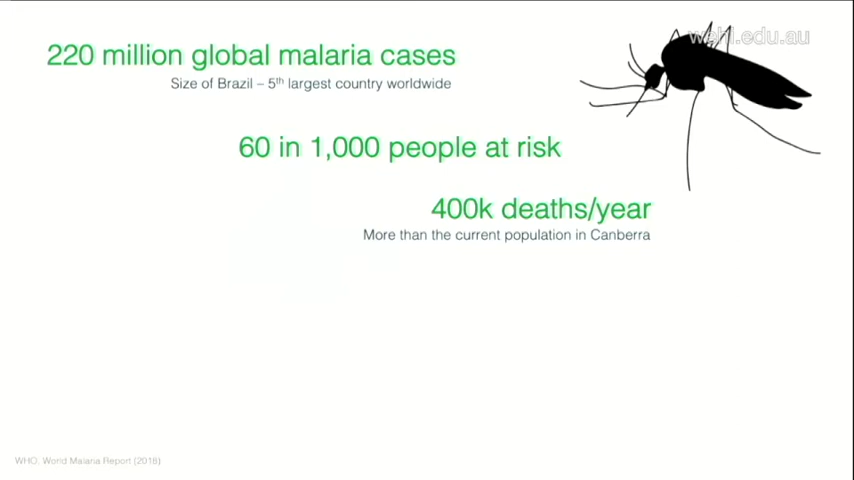 wehi.edu.au
220 million global malaria cases
Size of Brazil – 5th largest country worldwide
60 in 1,000 people at risk
400k deaths/year
More than the current population in Canberra
WHO, World Malaria Report (2018)